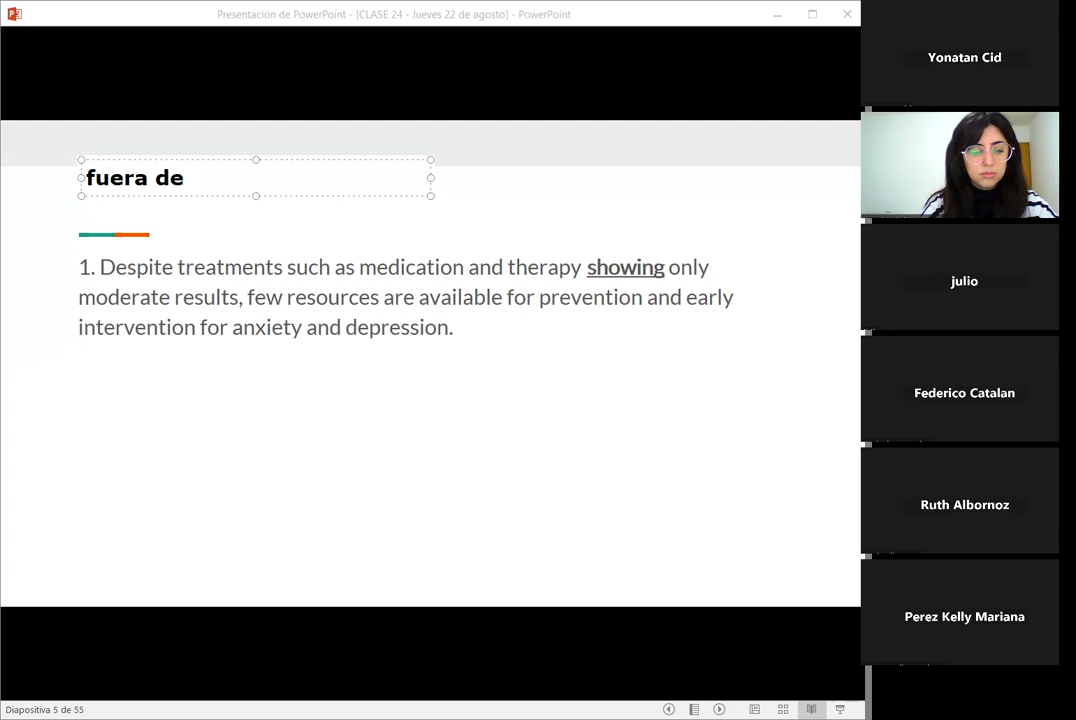 Presentación de PowerPoint - [CLASE 24 - Jueves 22 de agosto] - PowerPoint
fuera de
1. Despite treatments such as medication and therapy showing only
moderate results, few resources are available for prevention and early
intervention for anxiety and depression.
Diapositiva 5 de 55
Yonatan Cid
julio
Federico Catalan
Ruth Albornoz
Perez Kelly Mariana